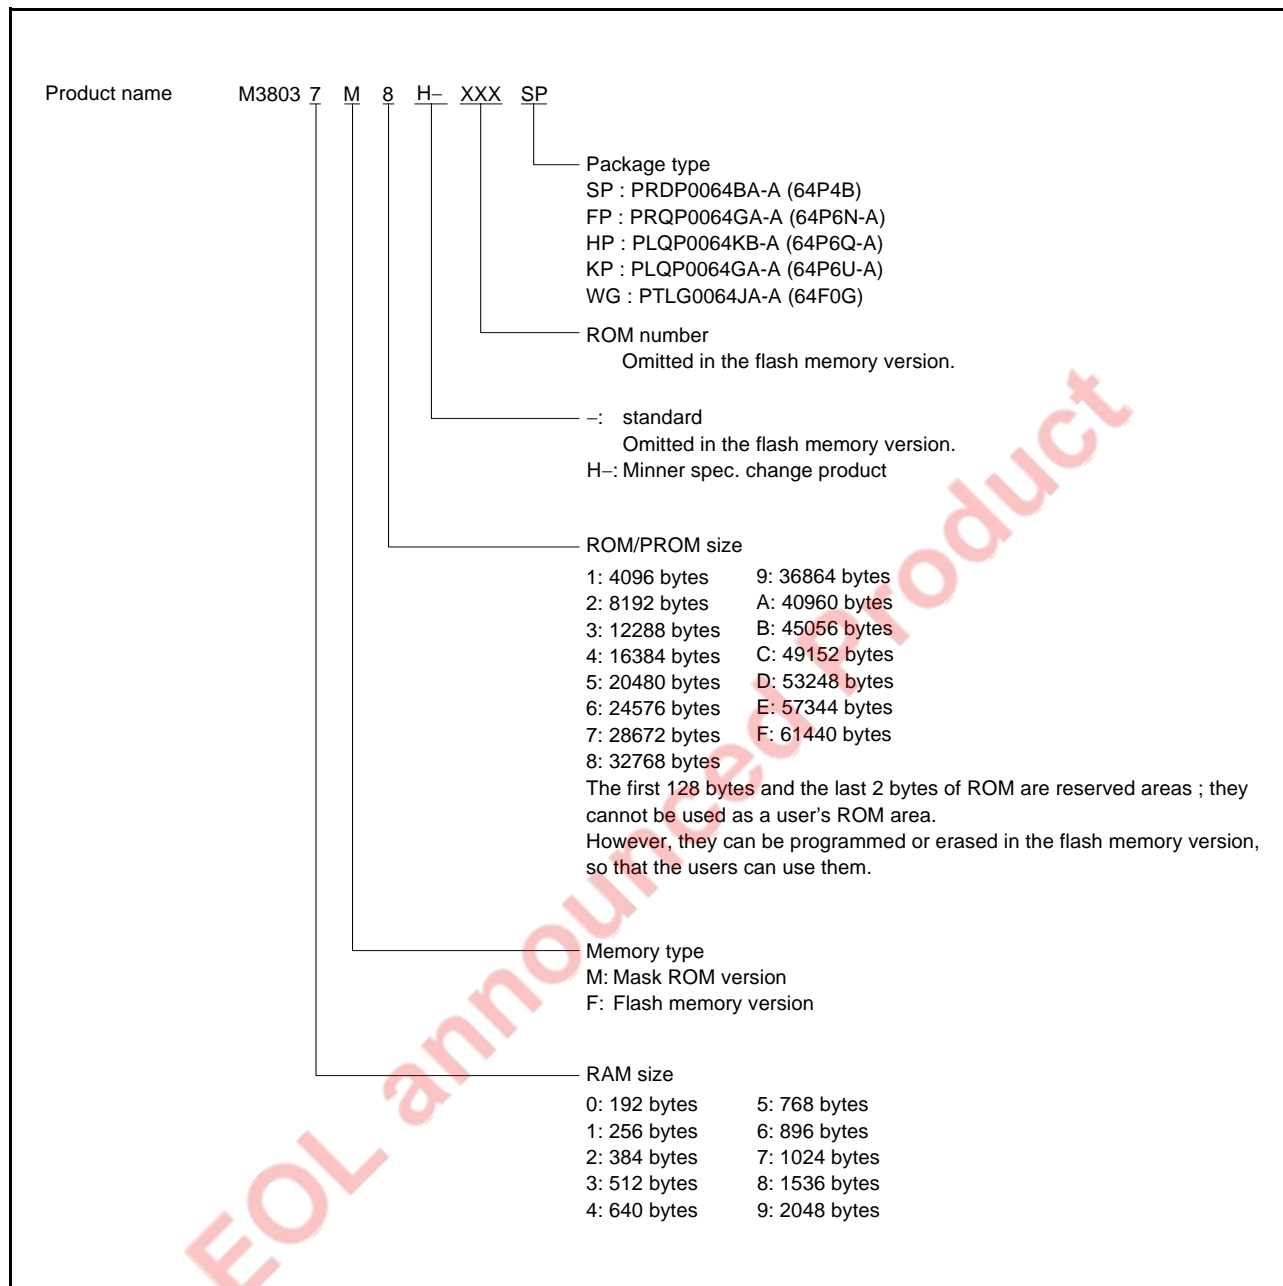 Product name M3803 7 M 8 H– XXX SP
Package type
SP : PRDP0064BA-A (64P4B)
FP : PRQP0064GA-A (64P6N-A)
HP : PLQP0064KB-A (64P6Q-A)
KP : PLQP0064GA-A (64P6U-A)
WG : PTLG0064JA-A (64F0G)
ROM number
Omitted in the flash memory version.
–: standard
Omitted in the flash memory version.
H–: Minner spec. change product
ROM/PROM size
1: 4096 bytes 9: 36864 bytes
2: 8192 bytes A: 40960 bytes
3: 12288 bytes B: 45056 bytes
4: 16384 bytes C: 49152 bytes
5: 20480 bytes D: 53248 bytes
6: 24576 bytes E: 57344 bytes
7: 28672 bytes F: 61440 bytes
8: 32768 bytes
The first 128 bytes and the last 2 bytes of ROM are reserved areas ; they
cannot be used as a user's ROM area.
However, they can be programmed or erased in the flash memory version,
so that the users can use them.
Memory type
M: Mask ROM version
F: Flash memory version
RAM size
0: 192 bytes 5: 768 bytes
1: 256 bytes 6: 896 bytes
2: 384 bytes 7: 1024 bytes
3: 512 bytes 8: 1536 bytes
4: 640 bytes 9: 2048 bytes
EOL announced Product